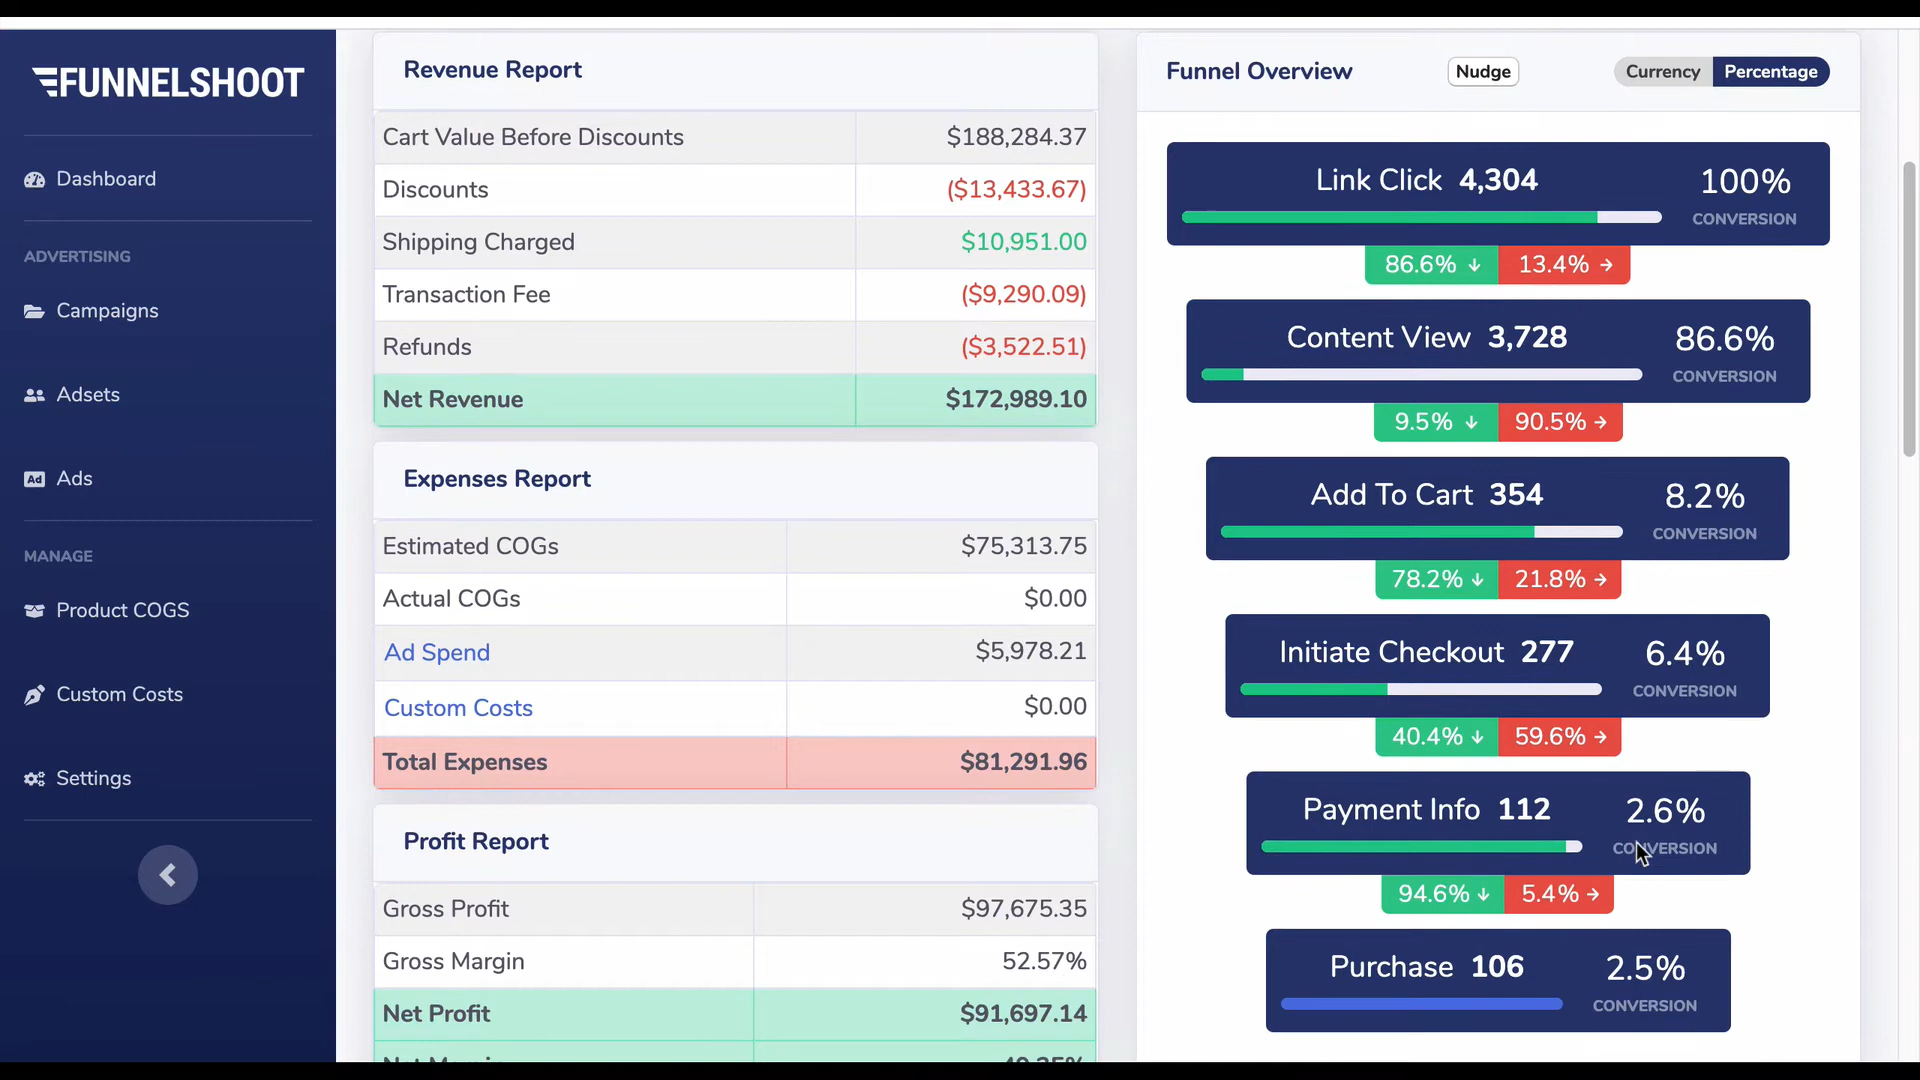 FUNNELSHOOT
Dashboard
ADVERTISING
Campaigns
Adsets
Ad Ads
MANAGE
Product COGS
Custom Costs
Settings
Revenue Report
Cart Value Before Discounts $188,284.37
Discounts ($13,433.67)
Shipping Charged $10,951.00
Transaction Fee ($9,290.09)
Refunds ($3,522.51)
Net Revenue $172,989.10
Expenses Report
Estimated COGs $75,313.75
Actual COGs $0.00
Ad Spend $5,978.21
Custom Costs $0.00
Total Expenses $81,291.96
Profit Report
Gross Profit $97,675.35
Gross Margin 52.57%
Net Profit $91,697.14
Funnel Overview Nudge Currency Percentage
Link Click 4,304 100%
CONVERSION
86.6% ↓ 13.4% →
Content View 3,728 86.6%
CONVERSION
9.5% ↓ 90.5% →
Add To Cart 354 8.2%
CONVERSION
78.2% ↓ 21.8% →
Initiate Checkout 277 6.4%
CONVERSION
40.4% ↓ 59.6% →
Payment Info 112 2.6%
CONVERSION
94.6% ↓ 5.4% →
Purchase 106 2.5%
CONVERSION